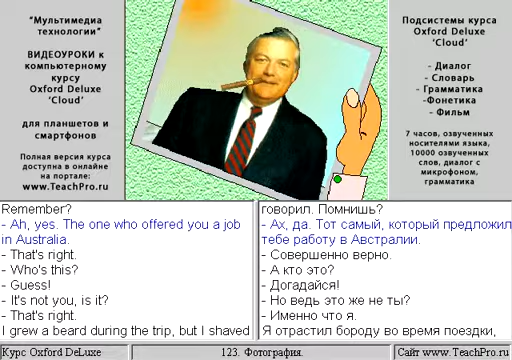 "Мультимедиа
технологии"
ВИДЕОУРОКИ к
компьютерному
курсу
Oxford Deluxe
'Cloud'
для планшетов и
смартфонов
Полная версия курса
доступна в онлайне
на портале:
www.TeachPro.ru
Подсистемы курса
Oxford Deluxe
'Cloud'
- Диалог
- Словарь
- Грамматика
-Фонетика
- Фильм
7 часов, озвученных
носителями языка,
10000 озвученных
слов, диалог с
микрофоном,
грамматика
Remember?
- Ah, yes. The one who offered you a job
in Australia.
- That's right.
- Who's this?
- Guess!
- It's not you, is it?
- That's right.
I grew a beard during the trip, but I shaved
говорил. Помнишь?
- Ах, да. Тот самый, который предложил
тебе работу в Австралии.
- Совершенно верно.
- А кто это?
- Догадайся!
- Но ведь это же не ты?
- Именно что я.
Я отрастил бороду во время поездки,
Курс Oxford DeLuxe
123. Фотография.
Сайт www.TeachPro.ru